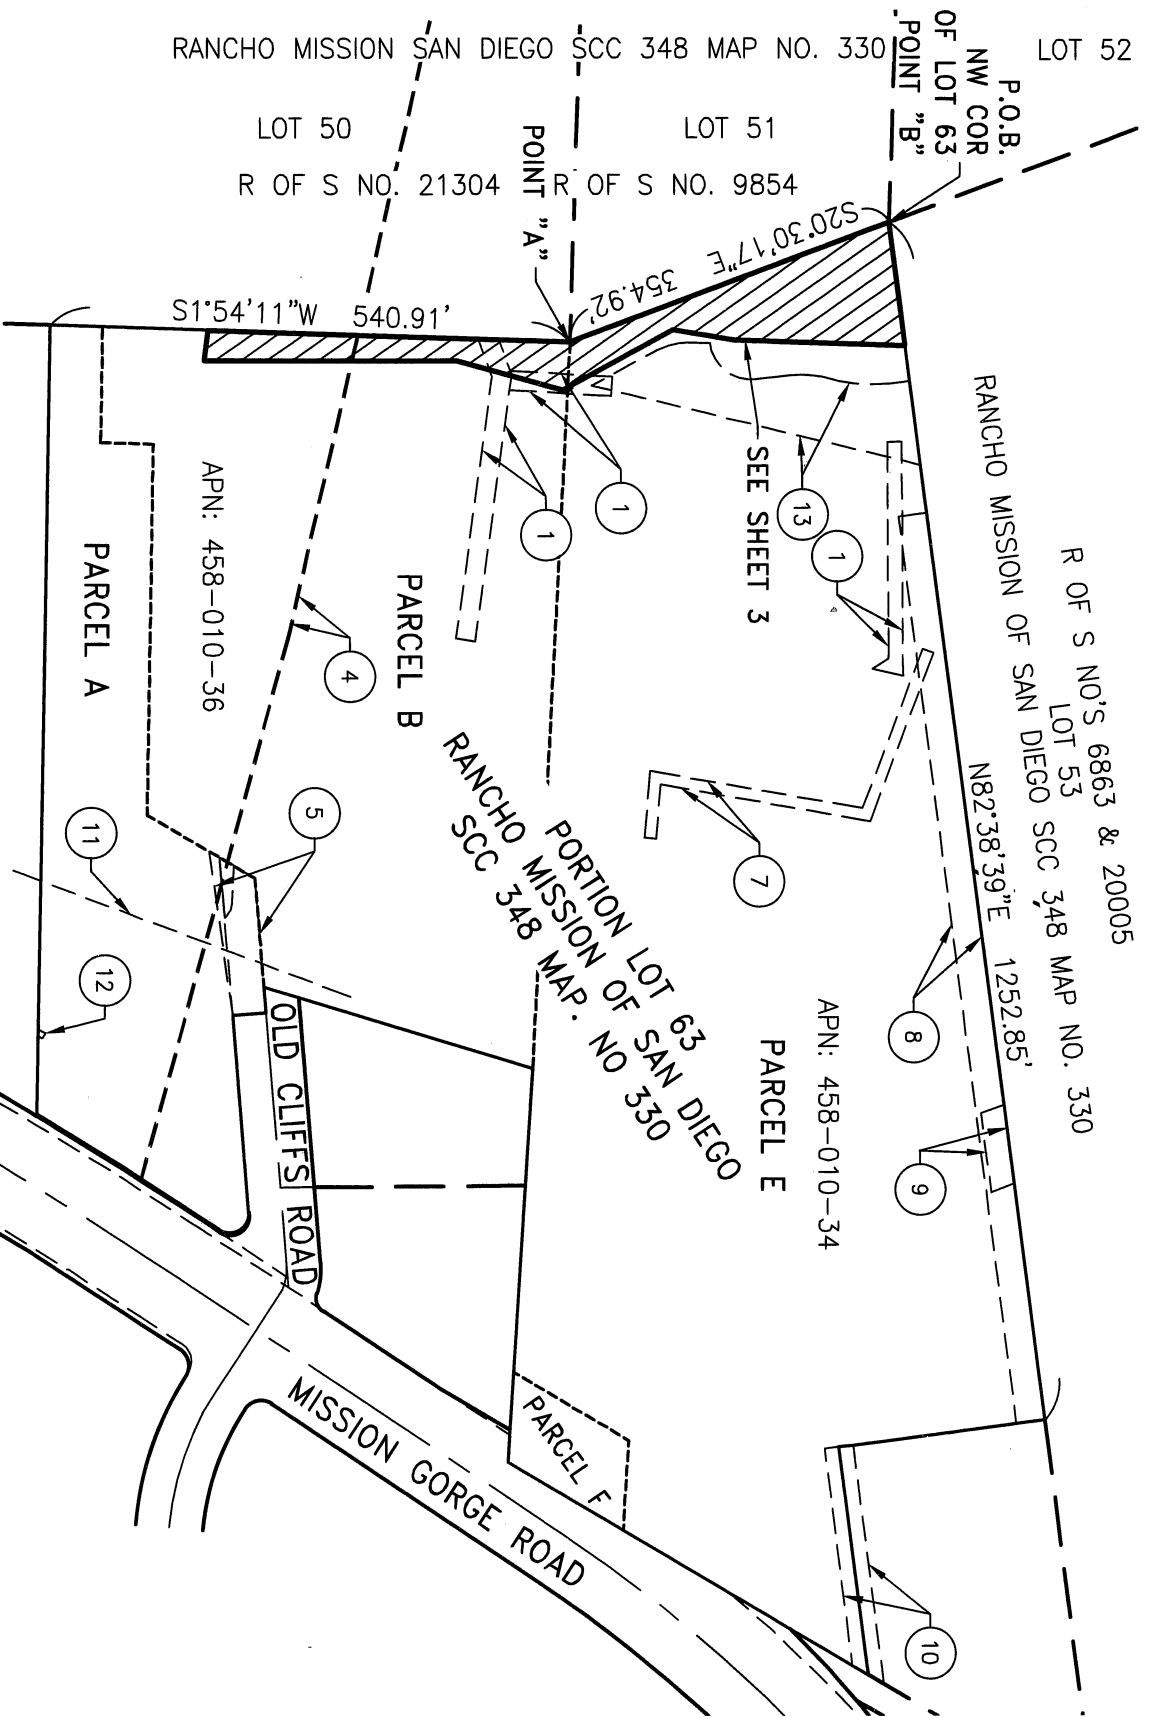 RANCHO MISSION SAN DIEGO SCC 348 MAP NO. 330
LOT 52
LOT 50
LOT 51
R OF S NO. 21304
R OF S NO. 9854
P.O.B.
NW COR
OF LOT 63
POINT "B"
POINT "A"
S20°30'17"E 354.92'
S1°54'11"W 540.91'
SEE SHEET 3
R OF S NO'S 6863 & 20005
LOT 53
RANCHO MISSION OF SAN DIEGO SCC 348 MAP NO. 330
N82°38'39"E 1252.85'
1
1
13
1
APN: 458-010-36
PARCEL A
PARCEL B
4
5
11
12
7
8
9
10
PORTION LOT 63
RANCHO MISSION OF SAN DIEGO
SCC 348 MAP. NO 330
PARCEL E
APN: 458-010-34
OLD CLIFFS ROAD
PARCEL F
MISSION GORGE ROAD